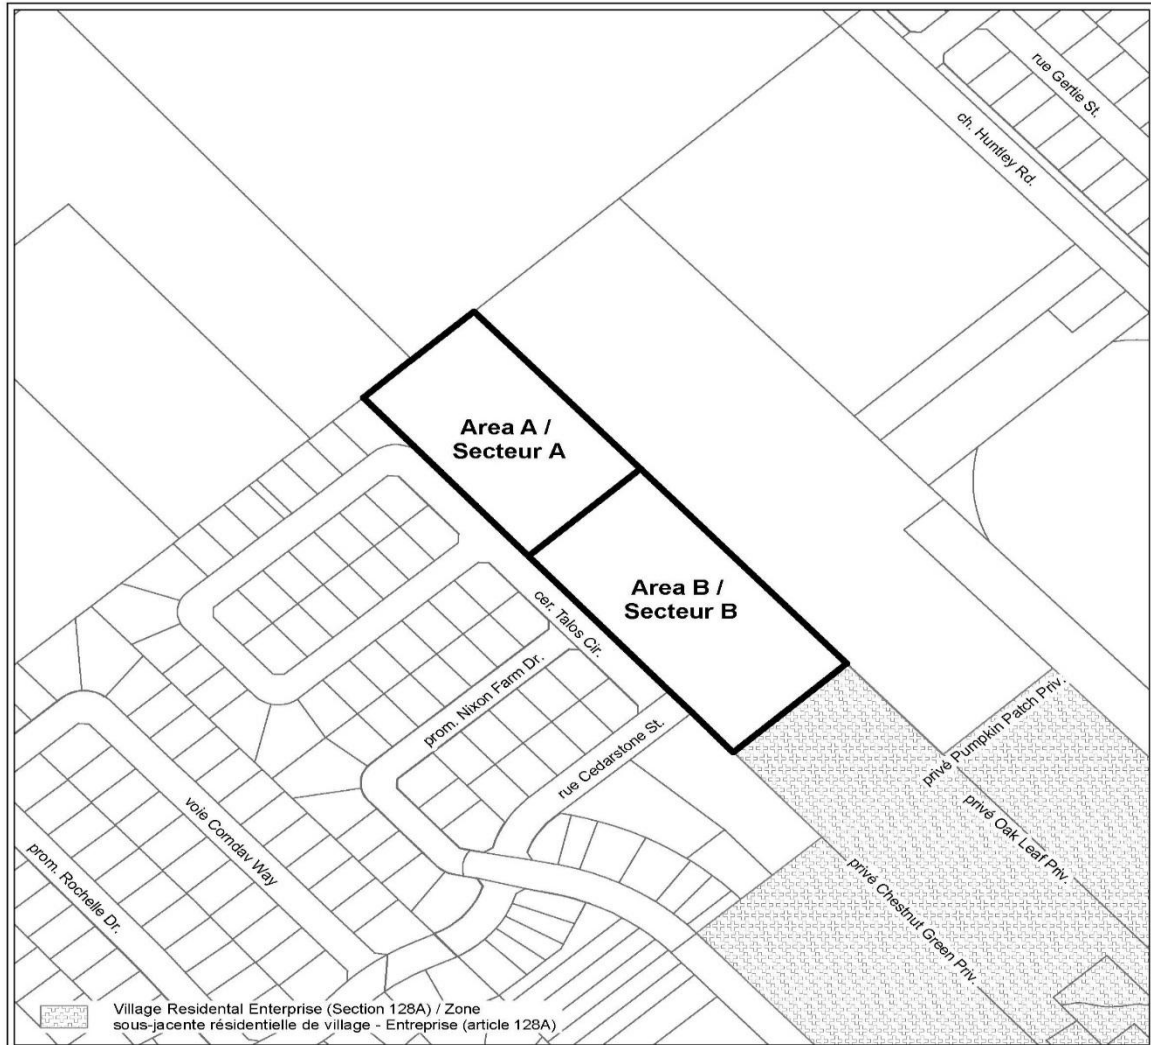 rue Gertie St.
ch. Huntley Rd.
Area A /
Secteur A
Area B /
Secteur B
cer. Talos Cir.
prom. Nixon Farm Dr.
rue Cedarstone St.
privé Pumpkin Patch Priv.
voie Corndav Way
privé Oak Leaf Priv.
prom. Rochelle Dr.
privé Chestnut Green Priv.
Village Residental Enterprise (Section 128A) / Zone
sous-jacente résidentielle de village - Entreprise (article 128A)